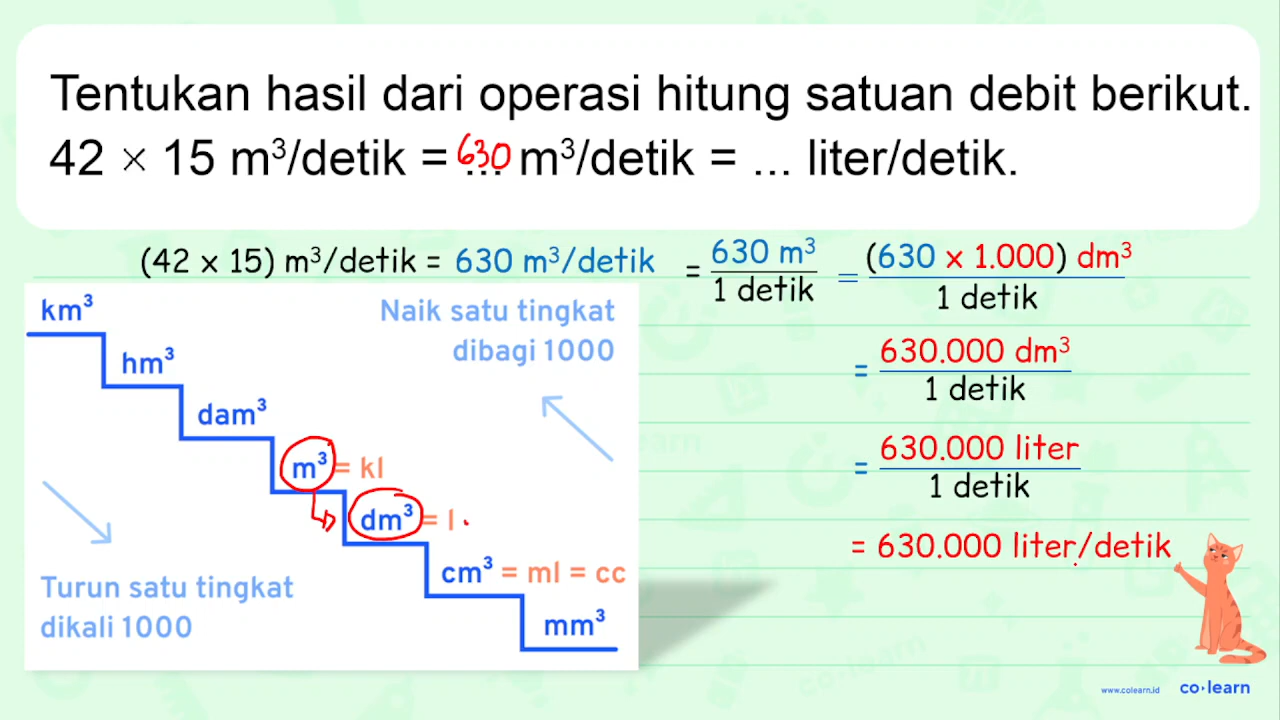 Tentukan hasil dari operasi hitung satuan debit berikut.
42 × 15 m³/detik = 630 ... m³/detik = ... liter/detik.
(42 x 15) m³/detik = 630 m³/detik = 630 m³ / 1 detik = (630 x 1.000) dm³ / 1 detik
= 630.000 dm³ / 1 detik
= 630.000 liter / 1 detik
= 630.000 liter/detik
km³
hm³
dam³
m³ = kl
dm³ = l
cm³ = ml = cc
mm³
Naik satu tingkat
dibagi 1000
Turun satu tingkat
dikali 1000
www.colearn.id
co·learn